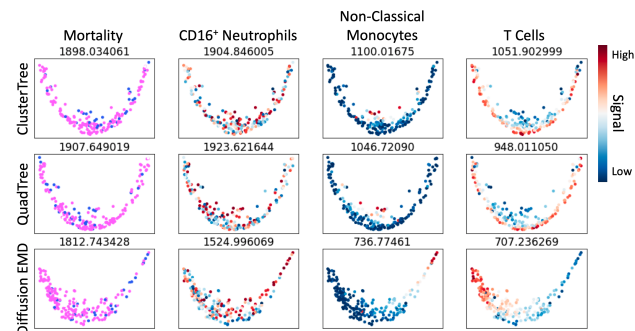 Mortality CD16+ Neutrophils Non-Classical Monocytes T Cells
1898.034061 1904.846005 1100.01675 1051.902999
ClusterTree
High
1907.649019 1923.621644 1046.72090 948.011050
QuadTree
Signal
Low
1812.743428 1524.996069 736.77461 707.236269
Diffusion EMD